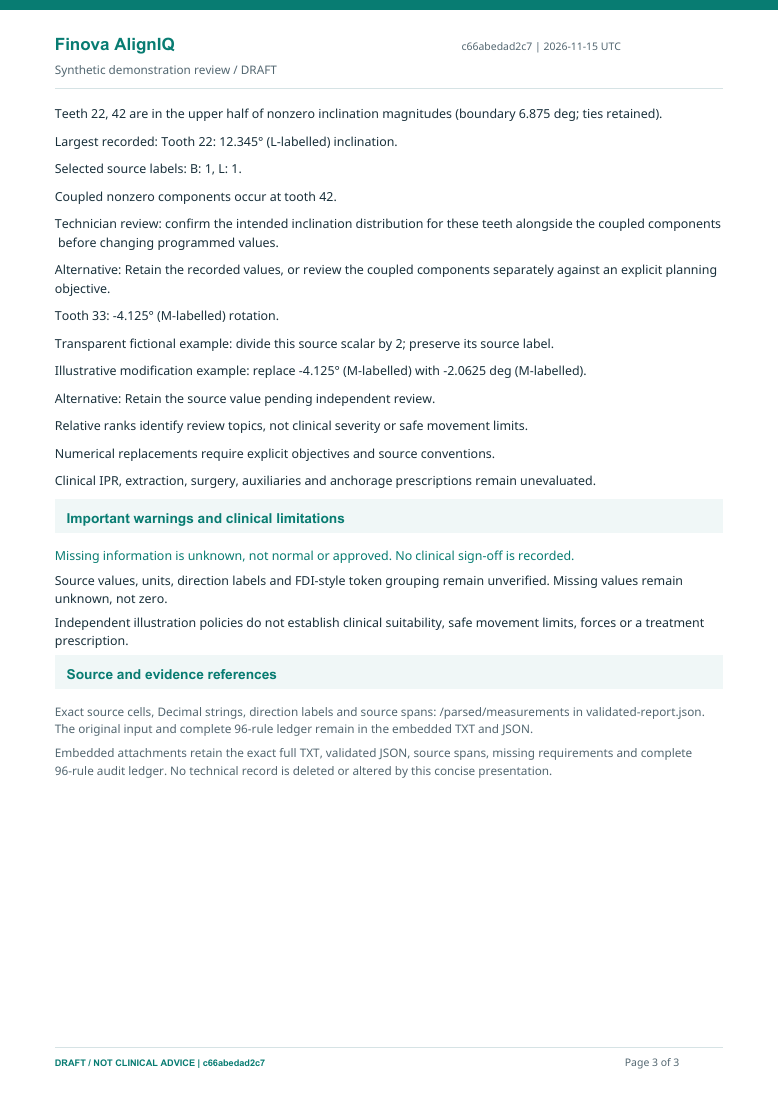 Finova AlignIQ
c66abedad2c7 | 2026-11-15 UTC
Synthetic demonstration review / DRAFT
Teeth 22, 42 are in the upper half of nonzero inclination magnitudes (boundary 6.875 deg; ties retained).
Largest recorded: Tooth 22: 12.345° (L-labelled) inclination.
Selected source labels: B: 1, L: 1.
Coupled nonzero components occur at tooth 42.
Technician review: confirm the intended inclination distribution for these teeth alongside the coupled components
before changing programmed values.
Alternative: Retain the recorded values, or review the coupled components separately against an explicit planning
objective.
Tooth 33: -4.125° (M-labelled) rotation.
Transparent fictional example: divide this source scalar by 2; preserve its source label.
Illustrative modification example: replace -4.125° (M-labelled) with -2.0625 deg (M-labelled).
Alternative: Retain the source value pending independent review.
Relative ranks identify review topics, not clinical severity or safe movement limits.
Numerical replacements require explicit objectives and source conventions.
Clinical IPR, extraction, surgery, auxiliaries and anchorage prescriptions remain unevaluated.
Important warnings and clinical limitations
Missing information is unknown, not normal or approved. No clinical sign-off is recorded.
Source values, units, direction labels and FDI-style token grouping remain unverified. Missing values remain
unknown, not zero.
Independent illustration policies do not establish clinical suitability, safe movement limits, forces or a treatment
prescription.
Source and evidence references
Exact source cells, Decimal strings, direction labels and source spans: /parsed/measurements in validated-report.json.
The original input and complete 96-rule ledger remain in the embedded TXT and JSON.
Embedded attachments retain the exact full TXT, validated JSON, source spans, missing requirements and complete
96-rule audit ledger. No technical record is deleted or altered by this concise presentation.
DRAFT / NOT CLINICAL ADVICE | c66abedad2c7
Page 3 of 3